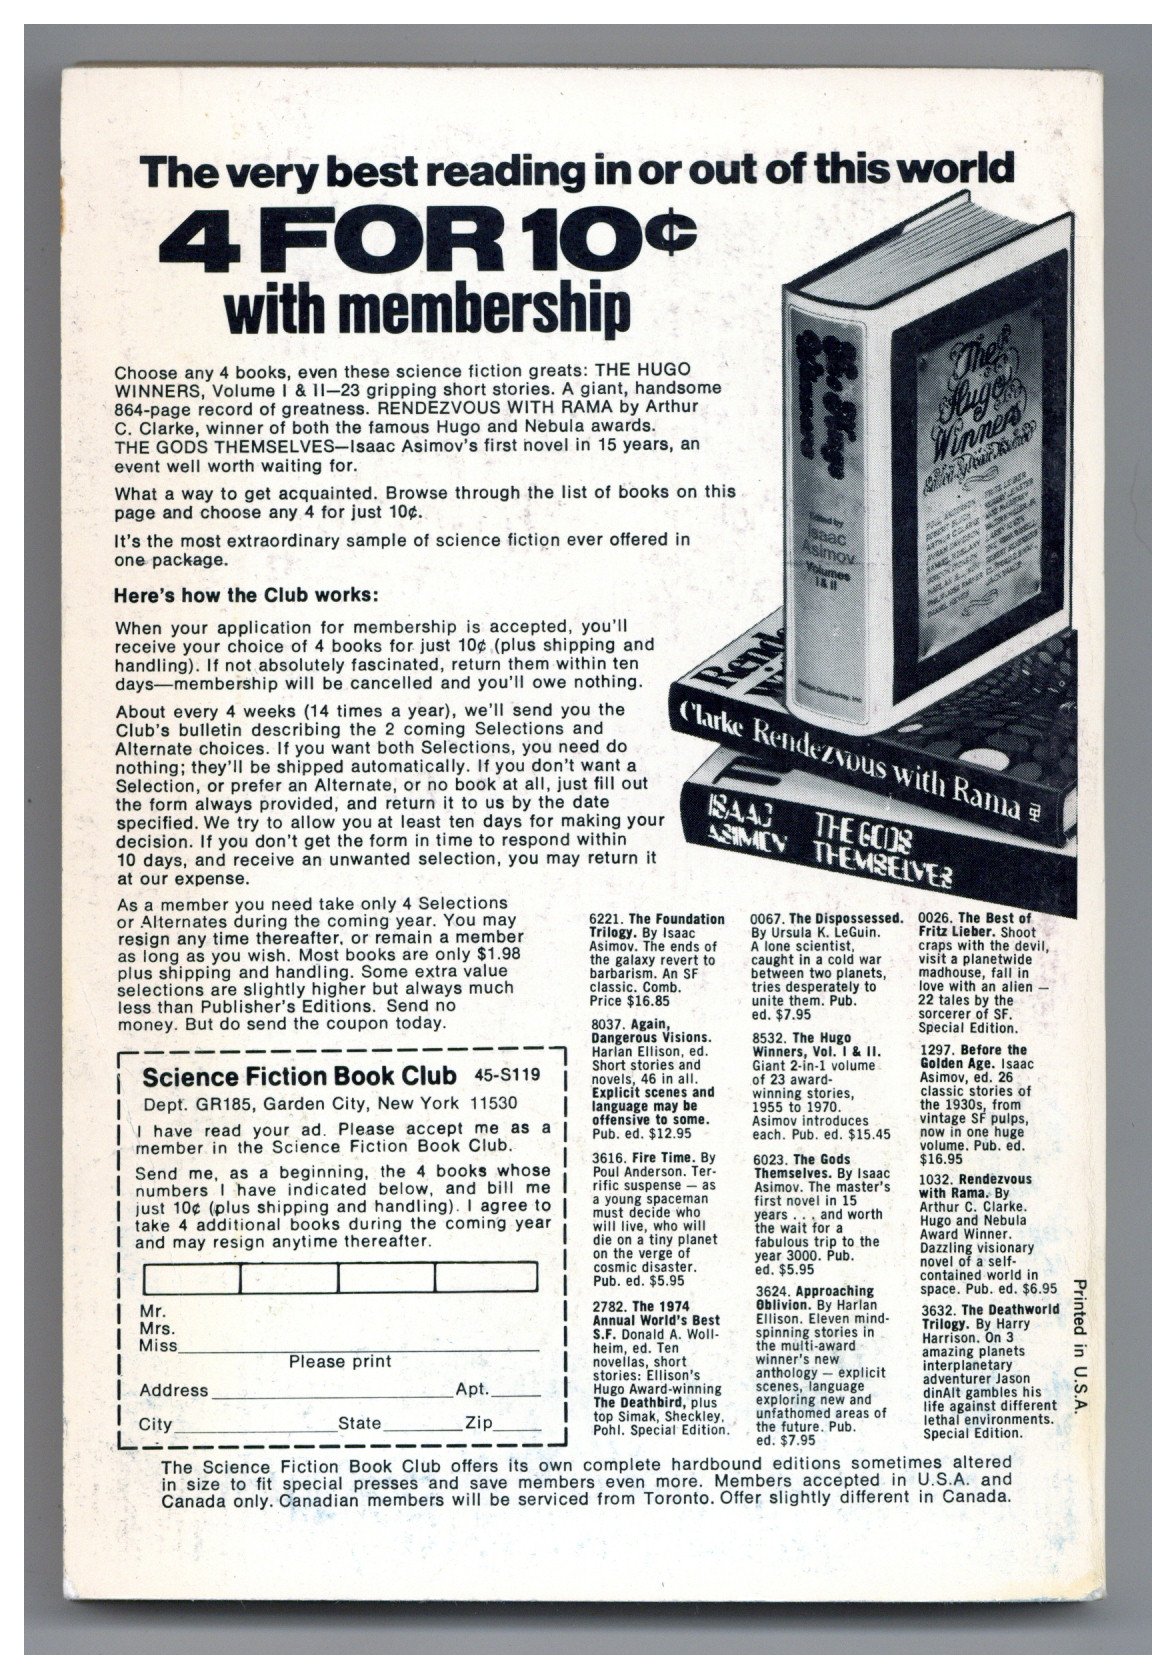 The very best reading in or out of this world
4 FOR 10¢
with membership
Choose any 4 books, even these science fiction greats: THE HUGO
WINNERS, Volume I & II—23 gripping short stories. A giant, handsome
864-page record of greatness. RENDEZVOUS WITH RAMA by Arthur
C. Clarke, winner of both the famous Hugo and Nebula awards.
THE GODS THEMSELVES—Isaac Asimov's first novel in 15 years, an
event well worth waiting for.
What a way to get acquainted. Browse through the list of books on this
page and choose any 4 for just 10¢.
It's the most extraordinary sample of science fiction ever offered in
one package.
Here's how the Club works:
When your application for membership is accepted, you'll
receive your choice of 4 books for just 10¢ (plus shipping and
handling). If not absolutely fascinated, return them within ten
days—membership will be cancelled and you'll owe nothing.
About every 4 weeks (14 times a year), we'll send you the
Club's bulletin describing the 2 coming Selections and
Alternate choices. If you want both Selections, you need do
nothing; they'll be shipped automatically. If you don't want a
Selection, or prefer an Alternate, or no book at all, just fill out
the form always provided, and return it to us by the date
specified. We try to allow you at least ten days for making your
decision. If you don't get the form in time to respond within
10 days, and receive an unwanted selection, you may return it
at our expense.
As a member you need take only 4 Selections
or Alternates during the coming year. You may
resign any time thereafter, or remain a member
as long as you wish. Most books are only $1.98
plus shipping and handling. Some extra value
selections are slightly higher but always much
less than Publisher's Editions. Send no
money. But do send the coupon today.
The Hugo Winners
Edited by
Isaac
Asimov
Volumes
I & II
The
Hugo
Winners
Clarke Rendezvous with Rama
ISAAC
ASIMOV
THE GODS
THEMSELVES
Science Fiction Book Club 45-S119
Dept. GR185, Garden City, New York 11530
I have read your ad. Please accept me as a
member in the Science Fiction Book Club.
Send me, as a beginning, the 4 books whose
numbers I have indicated below, and bill me
just 10¢ (plus shipping and handling). I agree to
take 4 additional books during the coming year
and may resign anytime thereafter.
Mr.
Mrs.
Miss
Please print
Address Apt.
City State Zip
6221. The Foundation
Trilogy. By Isaac
Asimov. The ends of
the galaxy revert to
barbarism. An SF
classic. Comb.
Price $16.85
8037. Again,
Dangerous Visions.
Harlan Ellison, ed.
Short stories and
novels, 46 in all.
Explicit scenes and
language may be
offensive to some.
Pub. ed. $12.95
3616. Fire Time. By
Poul Anderson. Ter-
rific suspense — as
a young spaceman
must decide who
will live, who will
die on a tiny planet
on the verge of
cosmic disaster.
Pub. ed. $5.95
2782. The 1974
Annual World's Best
S.F. Donald A. Woll-
heim, ed. Ten
novellas, short
stories: Ellison's
Hugo Award-winning
The Deathbird, plus
top Simak, Sheckley,
Pohl. Special Edition.
0067. The Dispossessed.
By Ursula K. LeGuin.
A lone scientist,
caught in a cold war
between two planets,
tries desperately to
unite them. Pub.
ed. $7.95
8532. The Hugo
Winners, Vol. I & II.
Giant 2-in-1 volume
of 23 award-
winning stories,
1955 to 1970.
Asimov introduces
each. Pub. ed. $15.45
6023. The Gods
Themselves. By Isaac
Asimov. The master's
first novel in 15
years . . . and worth
the wait for a
fabulous trip to the
year 3000. Pub.
ed. $5.95
3624. Approaching
Oblivion. By Harlan
Ellison. Eleven mind-
spinning stories in
the multi-award
winner's new
anthology — explicit
scenes, language
exploring new and
unfathomed areas of
the future. Pub.
ed. $7.95
0026. The Best of
Fritz Lieber. Shoot
craps with the devil,
visit a planetwide
madhouse, fall in
love with an alien —
22 tales by the
sorcerer of SF.
Special Edition.
1297. Before the
Golden Age. Isaac
Asimov, ed. 26
classic stories of
the 1930s, from
vintage SF pulps,
now in one huge
volume. Pub. ed.
$16.95
1032. Rendezvous
with Rama. By
Arthur C. Clarke.
Hugo and Nebula
Award Winner.
Dazzling visionary
novel of a self-
contained world in
space. Pub. ed. $6.95
3632. The Deathworld
Trilogy. By Harry
Harrison. On 3
amazing planets
interplanetary
adventurer Jason
dinAlt gambles his
life against different
lethal environments.
Special Edition.
Printed in U.S.A.
The Science Fiction Book Club offers its own complete hardbound editions sometimes altered
in size to fit special presses and save members even more. Members accepted in U.S.A. and
Canada only. Canadian members will be serviced from Toronto. Offer slightly different in Canada.